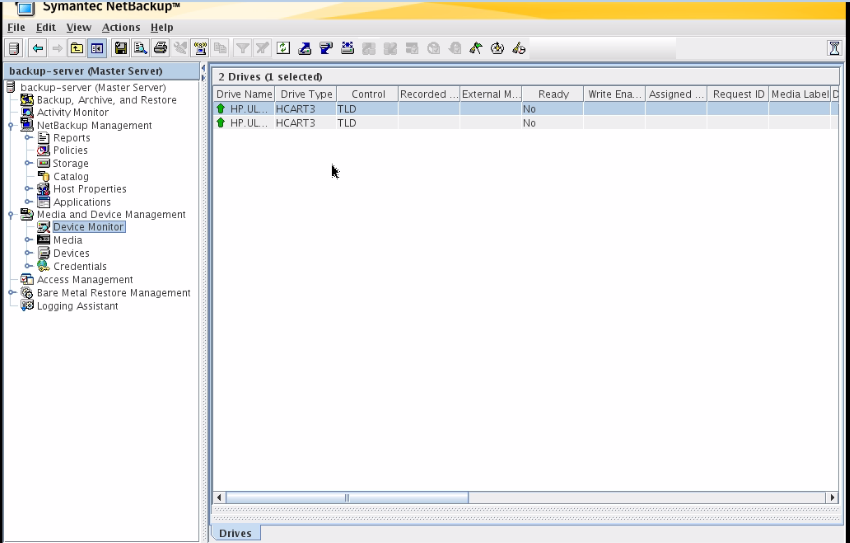 Symantec NetBackup™
File Edit View Actions Help
backup-server (Master Server)
backup-server (Master Server)
Backup, Archive, and Restore
Activity Monitor
NetBackup Management
Reports
Policies
Storage
Catalog
Host Properties
Applications
Media and Device Management
Device Monitor
Media
Devices
Credentials
Access Management
Bare Metal Restore Management
Logging Assistant
2 Drives (1 selected)
Drive Name Drive Type Control Recorded ... External M... Ready Write Ena... Assigned ... Request ID Media Label D
HP.UL... HCART3 TLD No
HP.UL... HCART3 TLD No
Drives